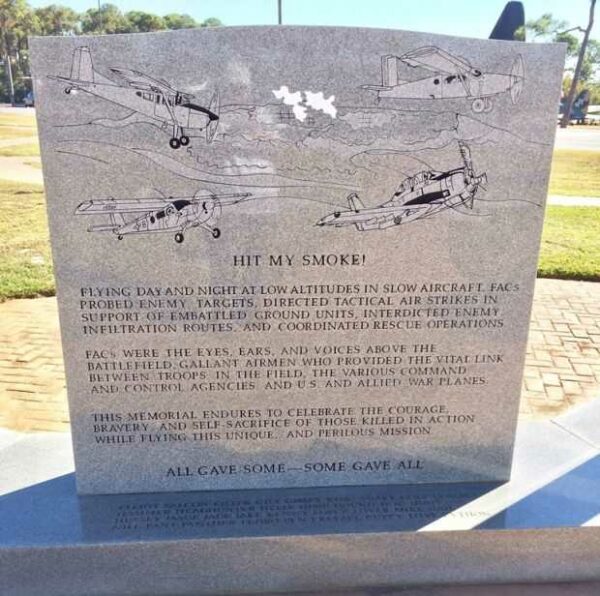 HIT MY SMOKE!
FLYING DAY AND NIGHT AT LOW ALTITUDES IN SLOW AIRCRAFT, FACs
PROBED ENEMY TARGETS, DIRECTED TACTICAL AIR STRIKES IN
SUPPORT OF EMBATTLED GROUND UNITS, INTERDICTED ENEMY
INFILTRATION ROUTES, AND COORDINATED RESCUE OPERATIONS
FACs WERE THE EYES, EARS, AND VOICES ABOVE THE
BATTLEFIELD, GALLANT AIRMEN WHO PROVIDED THE VITAL LINK
BETWEEN TROOPS IN THE FIELD, THE VARIOUS COMMAND
AND CONTROL AGENCIES AND U.S. AND ALLIED WAR PLANES.
THIS MEMORIAL ENDURES TO CELEBRATE THE COURAGE,
BRAVERY AND SELF-SACRIFICE OF THOSE KILLED IN ACTION
WHILE FLYING THIS UNIQUE, AND PERILOUS MISSION
ALL GAVE SOME—SOME GAVE ALL